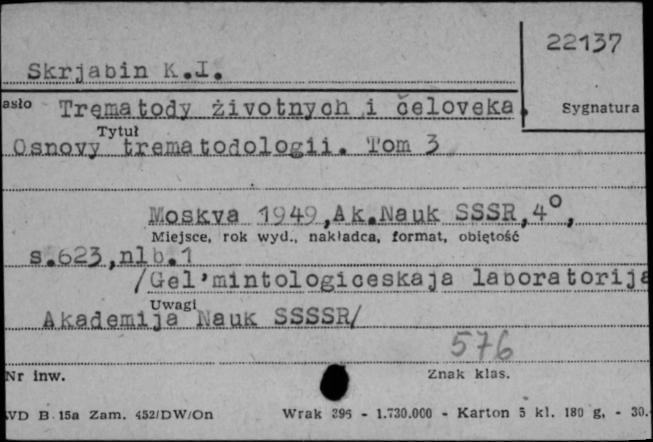 22137
Skrjabin K.I.
asło Trematody životnych i čeloveka. Sygnatura
Tytuł
Osnovy trematodologii. Tom 3
Moskva 1949,Ak.Nauk SSSR,4°,
Miejsce, rok wyd., nakładca, format, objętość
s.623,nlb.1
/Gel'mintologiceskaja laboratorija
Uwagi
Akademija Nauk SSSSR/
576
Nr inw. Znak klas.
WD B 15a Zam. 452/DW/On Wrak 396 - 1.730.000 - Karton 5 kl. 180 g, - 30.